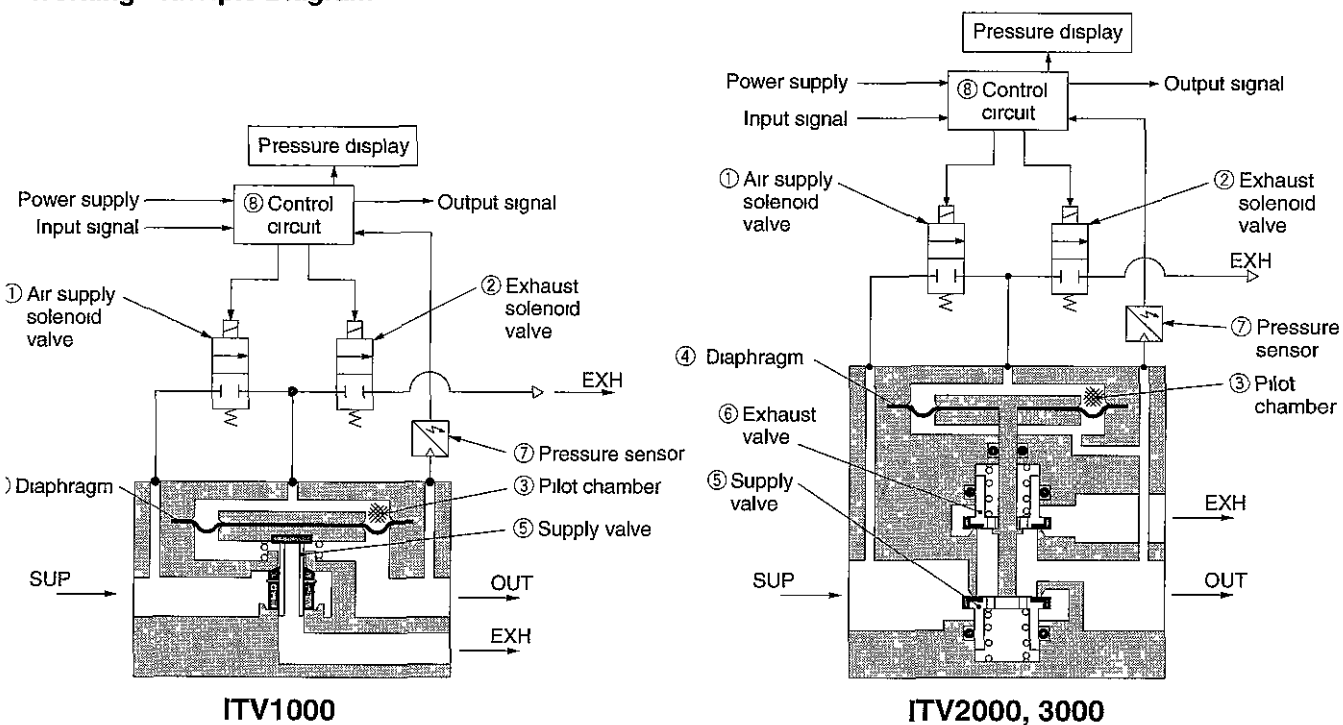 Pressure display
Power supply
Input signal
⑧ Control
circuit
Output signal
① Air supply
solenoid
valve
② Exhaust
solenoid
valve
EXH
⑦ Pressure sensor
) Diaphragm
③ Pilot chamber
⑤ Supply valve
SUP
OUT
EXH
ITV1000
Pressure display
Power supply
Input signal
⑧ Control
circuit
Output signal
① Air supply
solenoid
valve
② Exhaust
solenoid
valve
EXH
⑦ Pressure
sensor
④ Diaphragm
③ Pilot
chamber
⑥ Exhaust
valve
⑤ Supply
valve
EXH
SUP
OUT
ITV2000, 3000